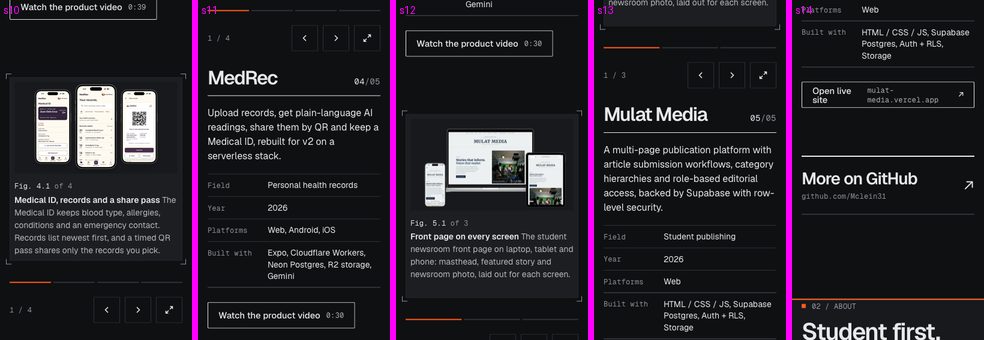 s10
Watch the product video 0:39
Fig. 4.1 of 4
Medical ID, records and a share pass The
Medical ID keeps blood type, allergies,
conditions and an emergency contact.
Records list newest first, and a timed QR
pass shares only the records you pick.
1 / 4
s11
1 / 4
MedRec
04/05
Upload records, get plain-language AI
readings, share them by QR and keep a
Medical ID, rebuilt for v2 on a
serverless stack.
Field Personal health records
Year 2026
Platforms Web, Android, iOS
Built with Expo, Cloudflare Workers,
Neon Postgres, R2 storage,
Gemini
Watch the product video 0:30
s12
Gemini
Watch the product video 0:30
MULAT MEDIA
Fig. 5.1 of 3
Front page on every screen The student
newsroom front page on laptop, tablet and
phone: masthead, featured story and
newsroom photo, laid out for each screen.
s13
newsroom photo, laid out for each screen.
1 / 3
Mulat Media
05/05
A multi-page publication platform with
article submission workflows, category
hierarchies and role-based editorial
access, backed by Supabase with row-
level security.
Field Student publishing
Year 2026
Platforms Web
Built with HTML / CSS / JS, Supabase
Postgres, Auth + RLS,
Storage
s14
Platforms Web
Built with HTML / CSS / JS, Supabase
Postgres, Auth + RLS,
Storage
Open live
site
mulat-
media.vercel.app
More on GitHub
github.com/Mclein31
02 / ABOUT
Student first.